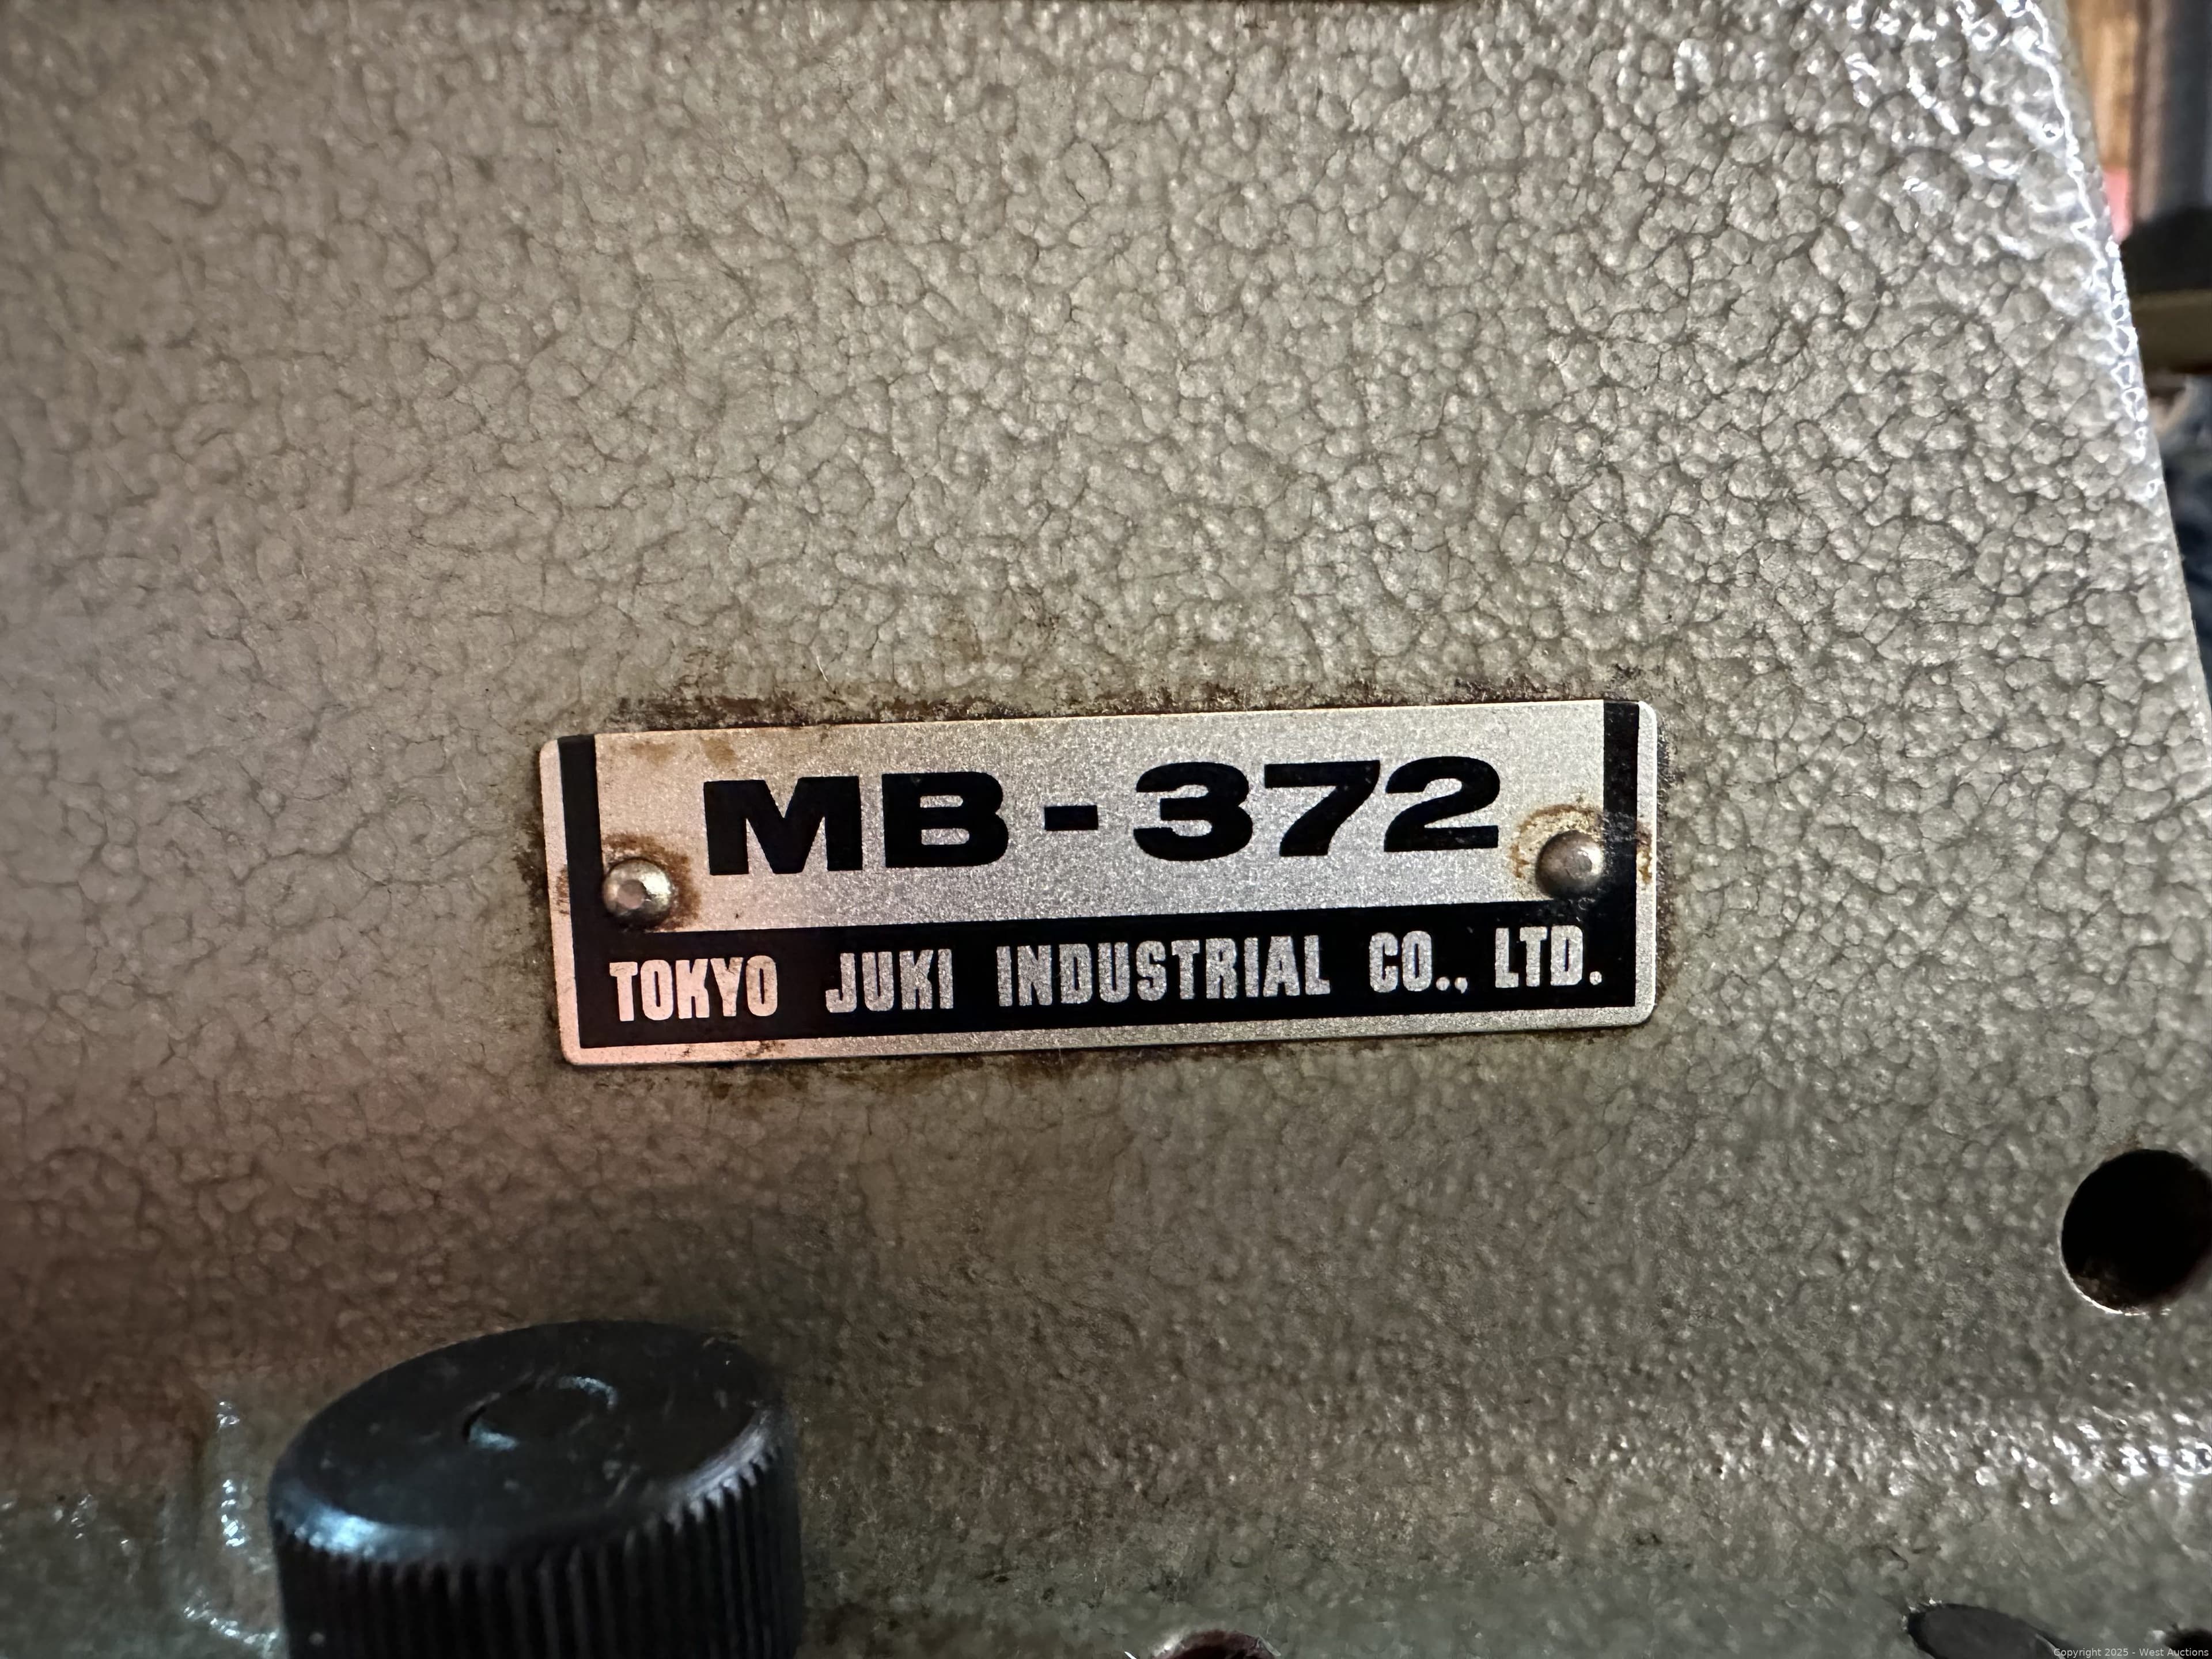 MB-372
TOKYO JUKI INDUSTRIAL CO., LTD.
Copyright 2025 - West Auctions